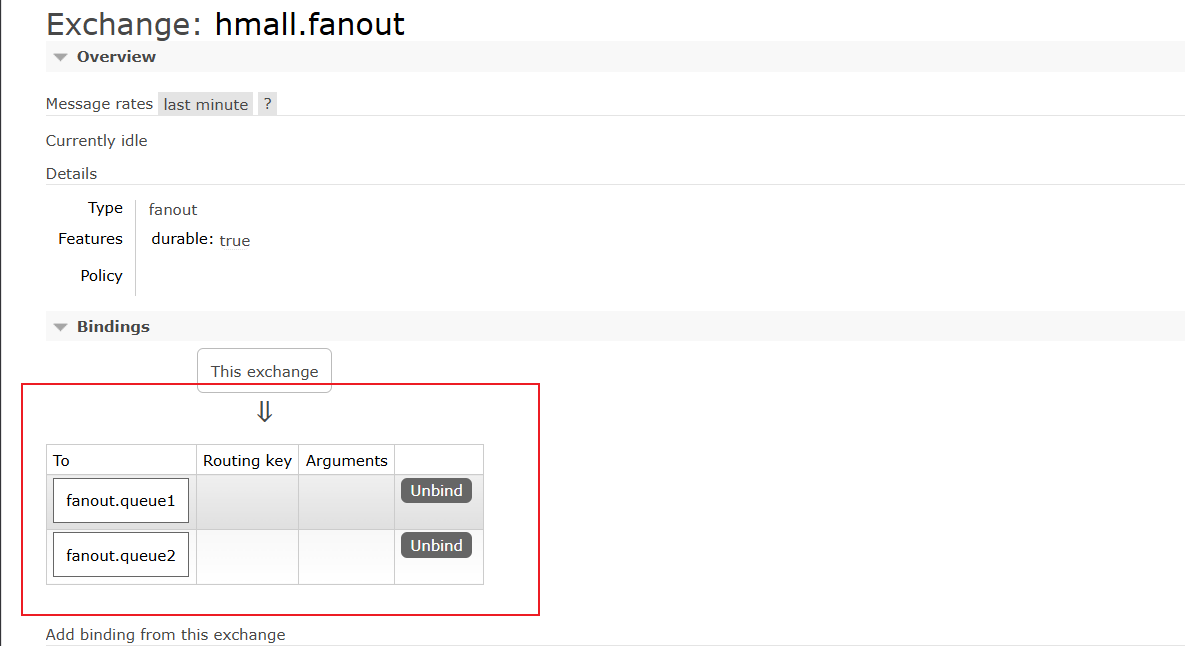 Exchange: hmall.fanout
Overview
Message rates last minute ?
Currently idle
Details
Type fanout
Features durable: true
Policy
Bindings
This exchange
⇓
To Routing key Arguments
fanout.queue1 Unbind
fanout.queue2 Unbind
Add binding from this exchange